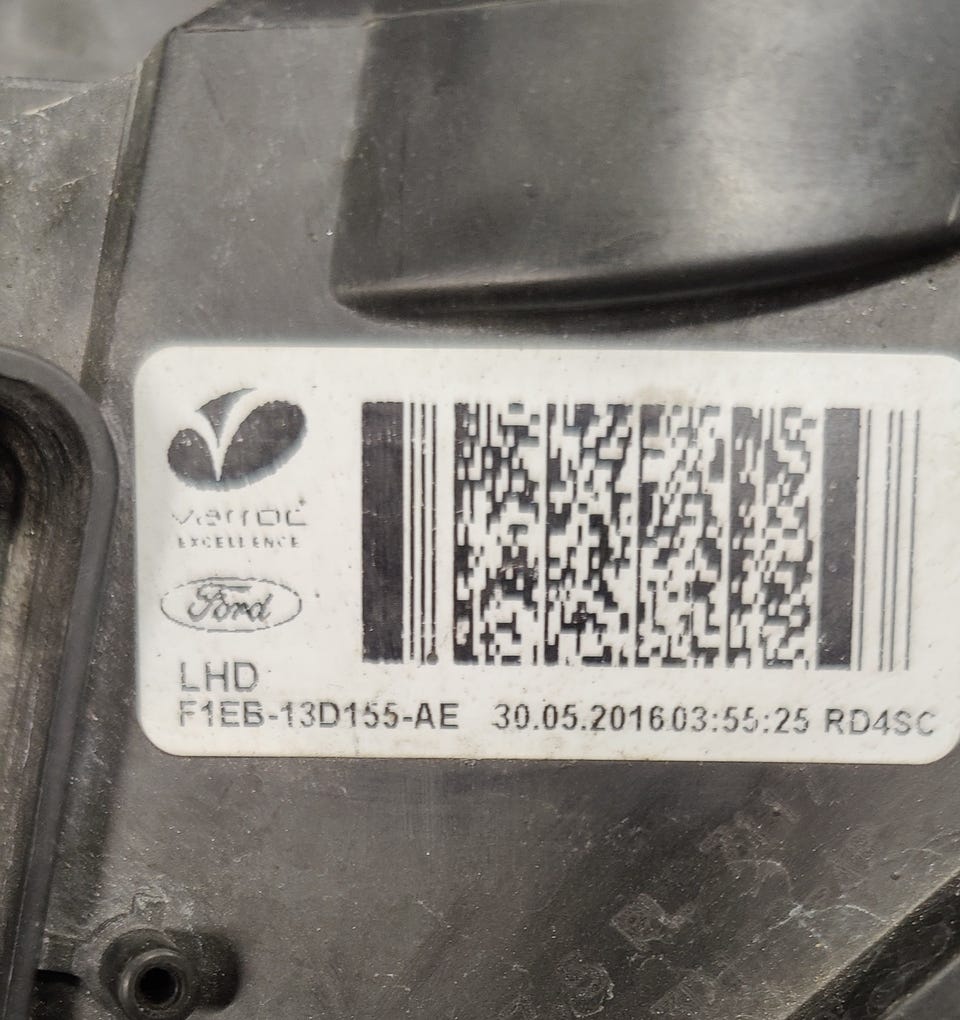 varroc
EXCELLENCE
Ford
LHD
F1EB-13D155-AE 30.05.2016 03:55:25 RD4SC